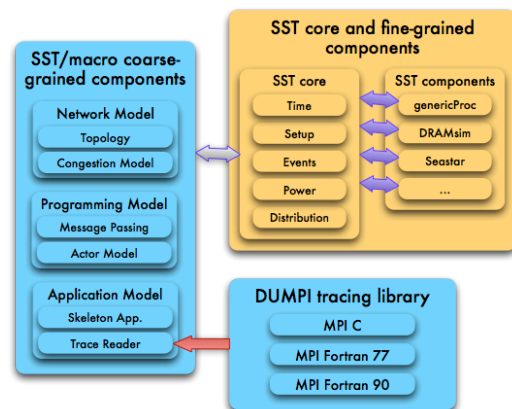 SST/macro coarse-
grained components
Network Model
Topology
Congestion Model
Programming Model
Message Passing
Actor Model
Application Model
Skeleton App.
Trace Reader
SST core and fine-grained
components
SST core
Time
Setup
Events
Power
Distribution
SST components
genericProc
DRAMsim
Seastar
...
DUMPI tracing library
MPI C
MPI Fortran 77
MPI Fortran 90